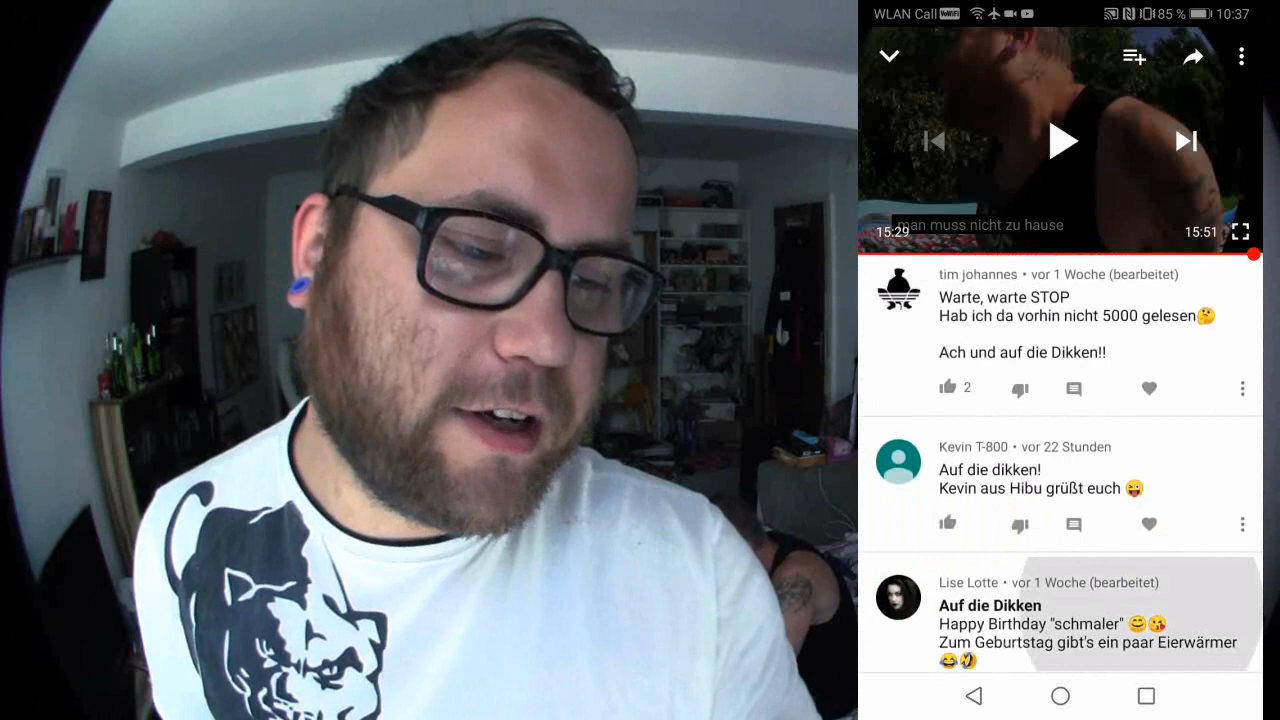 WLAN Call VoWiFi 85 % 10:37
man muss nicht zu hause
15:29 15:51
tim johannes • vor 1 Woche (bearbeitet)
Warte, warte STOP
Hab ich da vorhin nicht 5000 gelesen🤔
Ach und auf die Dikken!!
2
Kevin T-800 • vor 22 Stunden
Auf die dikken!
Kevin aus Hibu grüßt euch 😜
Lise Lotte • vor 1 Woche (bearbeitet)
Auf die Dikken
Happy Birthday "schmaler" 😊😘
Zum Geburtstag gibt's ein paar Eierwärmer
😂🤣